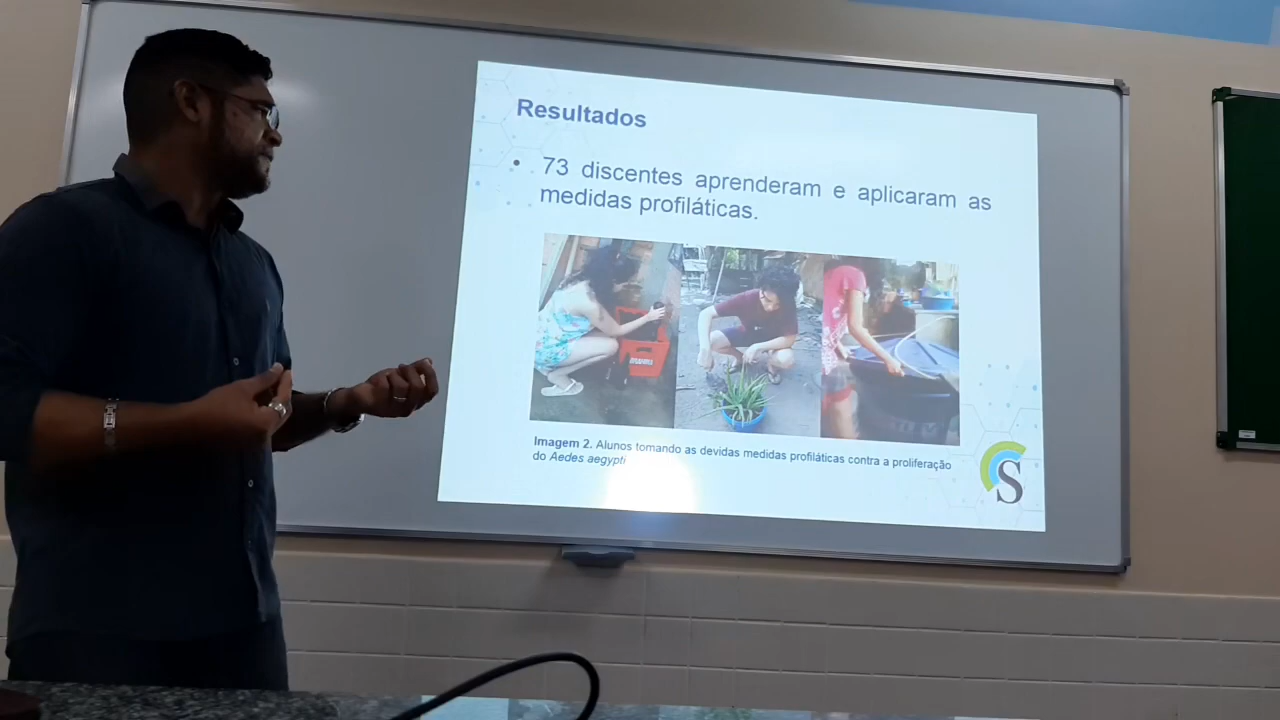 Resultados
• 73 discentes aprenderam e aplicaram as
medidas profiláticas.
Imagem 2. Alunos tomando as devidas medidas profiláticas contra a proliferação
do Aedes aegypti
S